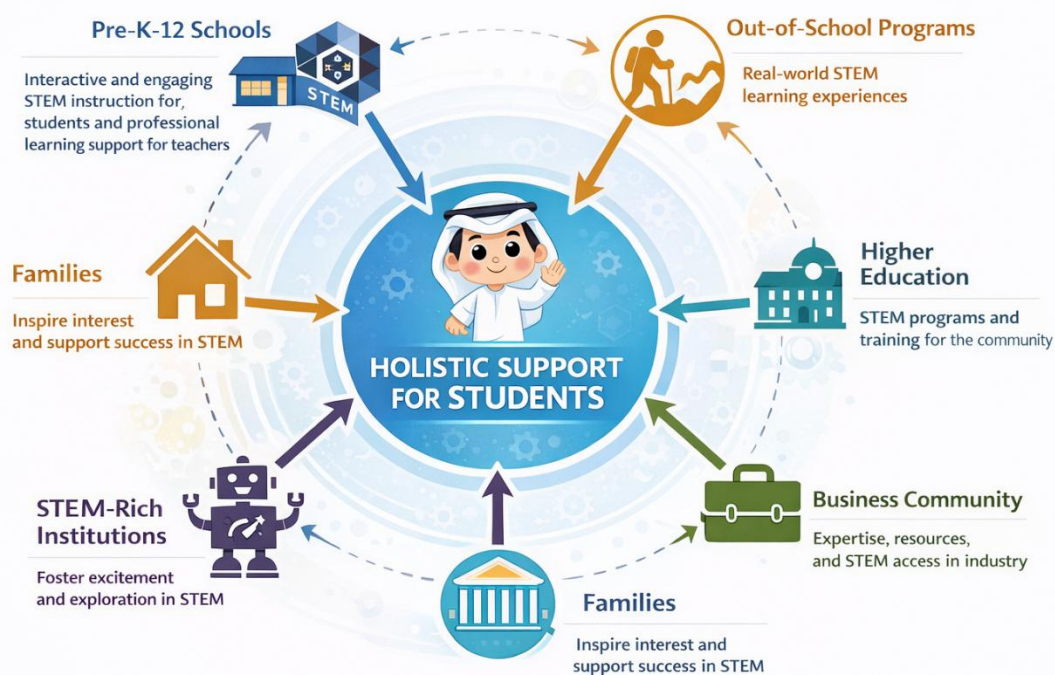 Pre-K-12 Schools
Interactive and engaging
STEM instruction for,
students and professional
learning support for teachers
STEM
Out-of-School Programs
Real-world STEM
learning experiences
Families
Inspire interest
and support success in STEM
Higher
Education
STEM programs and
training for the community
HOLISTIC SUPPORT
FOR STUDENTS
STEM-Rich
Institutions
Foster excitement
and exploration in STEM
Business Community
Expertise, resources,
and STEM access in industry
Families
Inspire interest and
support success in STEM